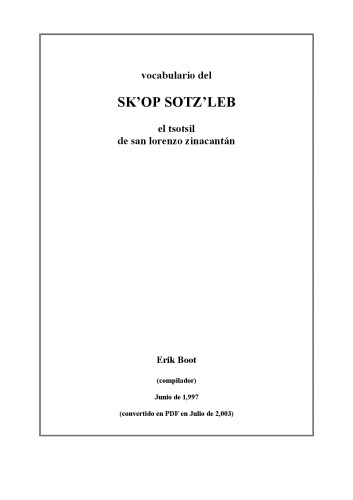 vocabulario del
SK’OP SOTZ’LEB
el tsotsil
de san lorenzo zinacantán
Erik Boot
(compilador)
Junio de 1,997
(convertido en PDF en Julio de 2,003)